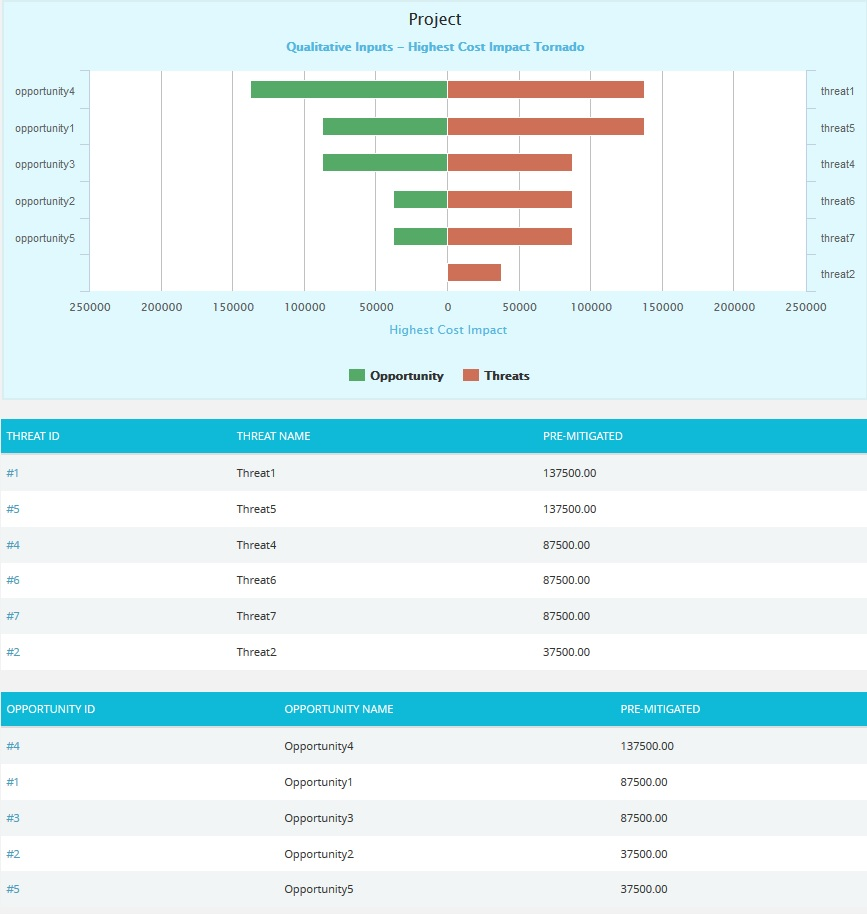 Project
Qualitative Inputs – Highest Cost Impact Tornado
opportunity4 threat1
opportunity1 threat5
opportunity3 threat4
opportunity2 threat6
opportunity5 threat7
threat2
250000 200000 150000 100000 50000 0 50000 100000 150000 200000 250000
Highest Cost Impact
Opportunity Threats
THREAT ID THREAT NAME PRE-MITIGATED
#1 Threat1 137500.00
#5 Threat5 137500.00
#4 Threat4 87500.00
#6 Threat6 87500.00
#7 Threat7 87500.00
#2 Threat2 37500.00
OPPORTUNITY ID OPPORTUNITY NAME PRE-MITIGATED
#4 Opportunity4 137500.00
#1 Opportunity1 87500.00
#3 Opportunity3 87500.00
#2 Opportunity2 37500.00
#5 Opportunity5 37500.00